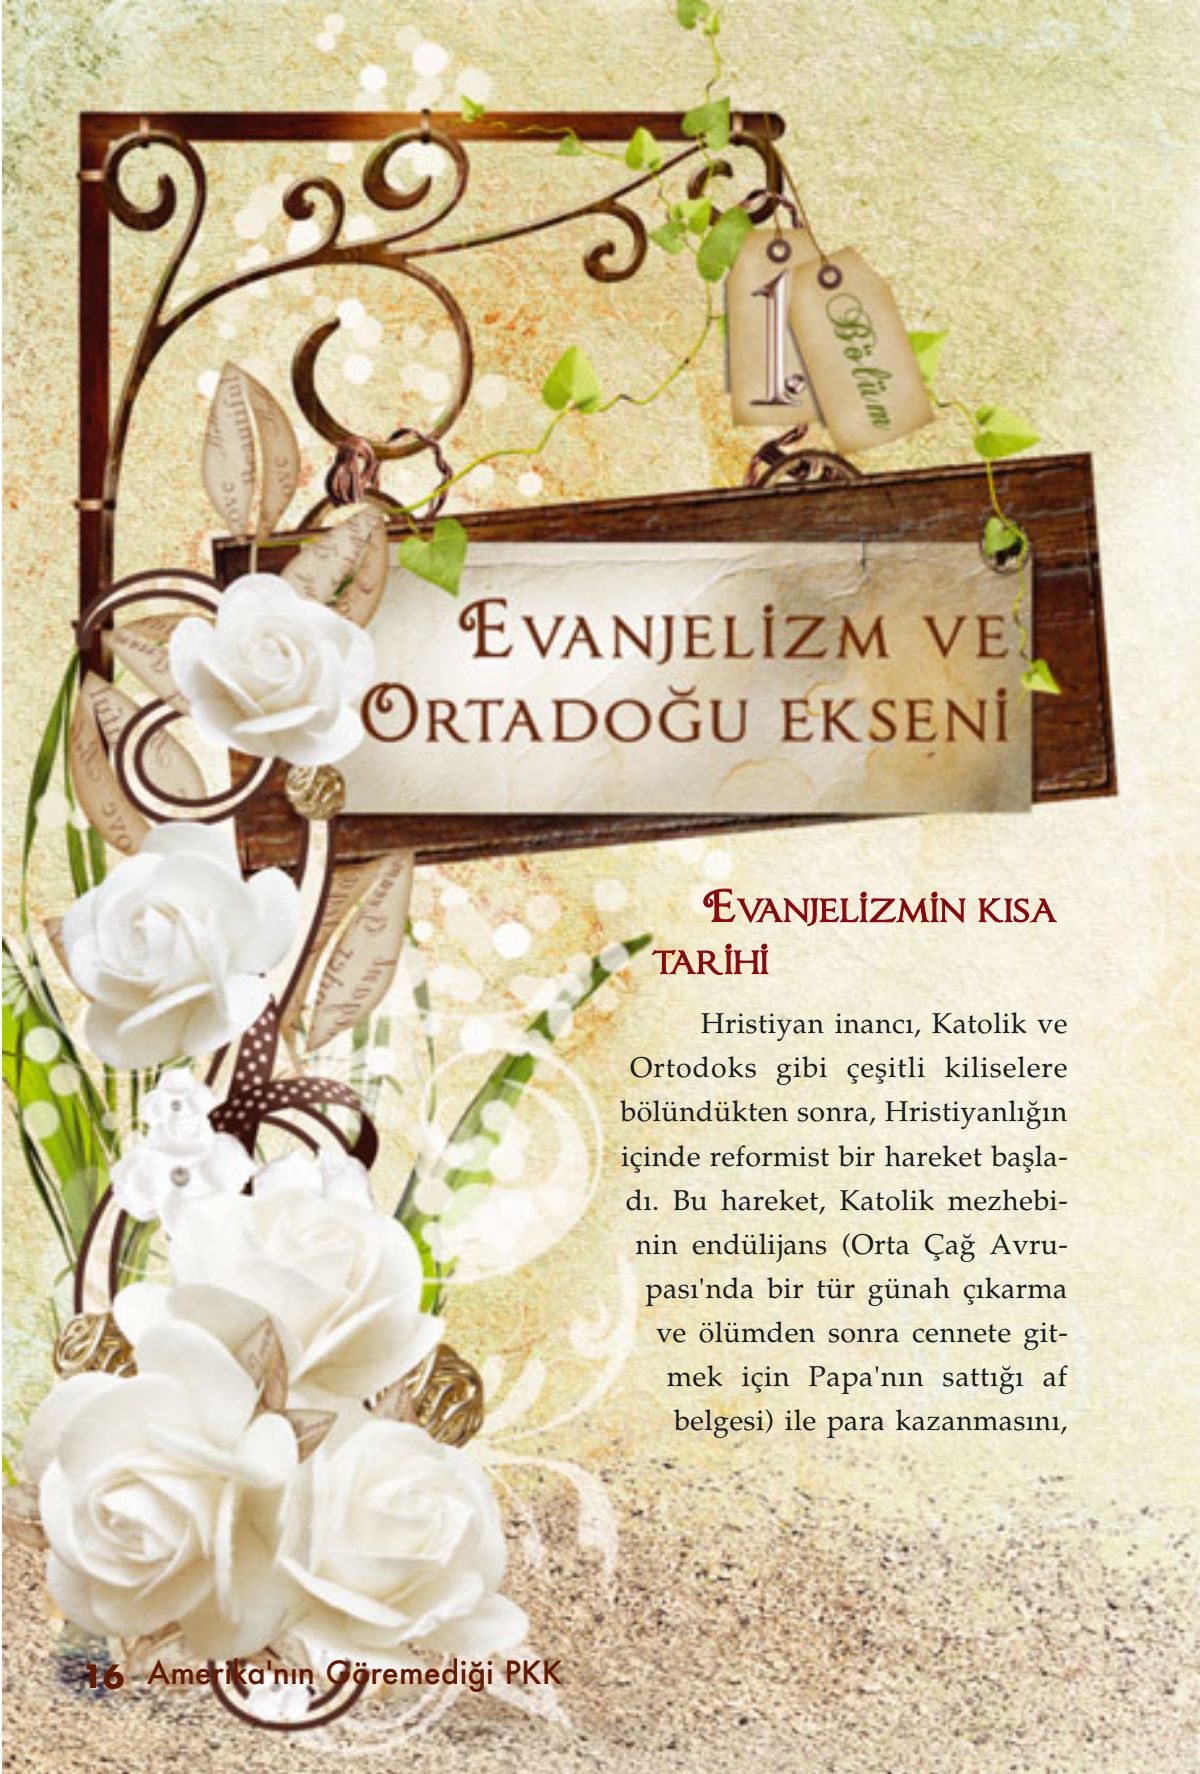 1. Bölüm
EVANJELİZM VE
ORTADOĞU EKSENİ
EVANJELİZMİN KISA
TARİHİ
Hristiyan inancı, Katolik ve
Ortodoks gibi çeşitli kiliselere
bölündükten sonra, Hristiyanlığın
içinde reformist bir hareket başla-
dı. Bu hareket, Katolik mezhebi-
nin endülijans (Orta Çağ Avru-
pası'nda bir tür günah çıkarma
ve ölümden sonra cennete git-
mek için Papa'nın sattığı af
belgesi) ile para kazanmasını,
16 Amerika'nın Göremediği PKK